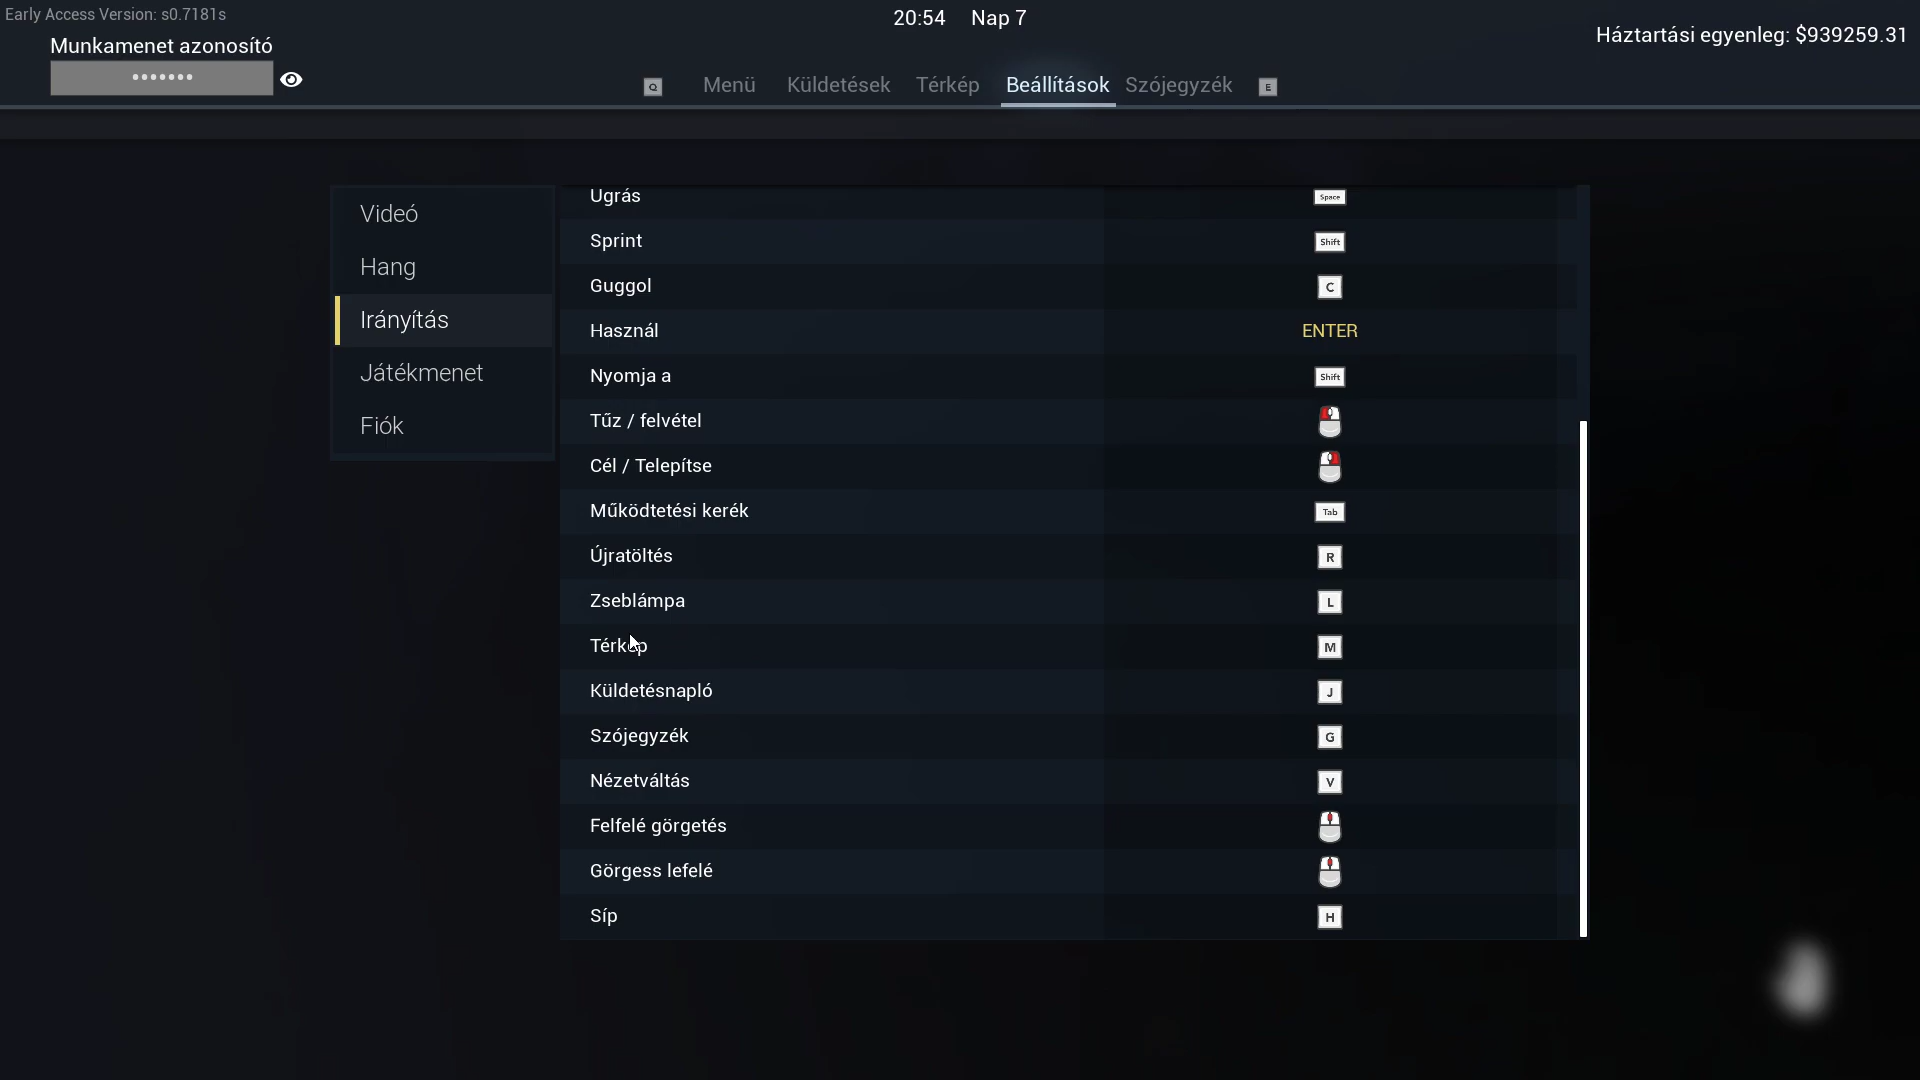 Early Access Version: s0.7181s
20:54 Nap 7
Munkamenet azonosító
•••••••
Háztartási egyenleg: $939259.31
Q Menü Küldetések Térkép Beállítások Szójegyzék E
Videó
Hang
Irányítás
Játékmenet
Fiók
Ugrás Space
Sprint Shift
Guggol C
Használ ENTER
Nyomja a Shift
Tűz / felvétel
Cél / Telepítse
Működtetési kerék Tab
Újratöltés R
Zseblámpa L
Térkép M
Küldetésnapló J
Szójegyzék G
Nézetváltás V
Felfelé görgetés
Görgess lefelé
Síp H